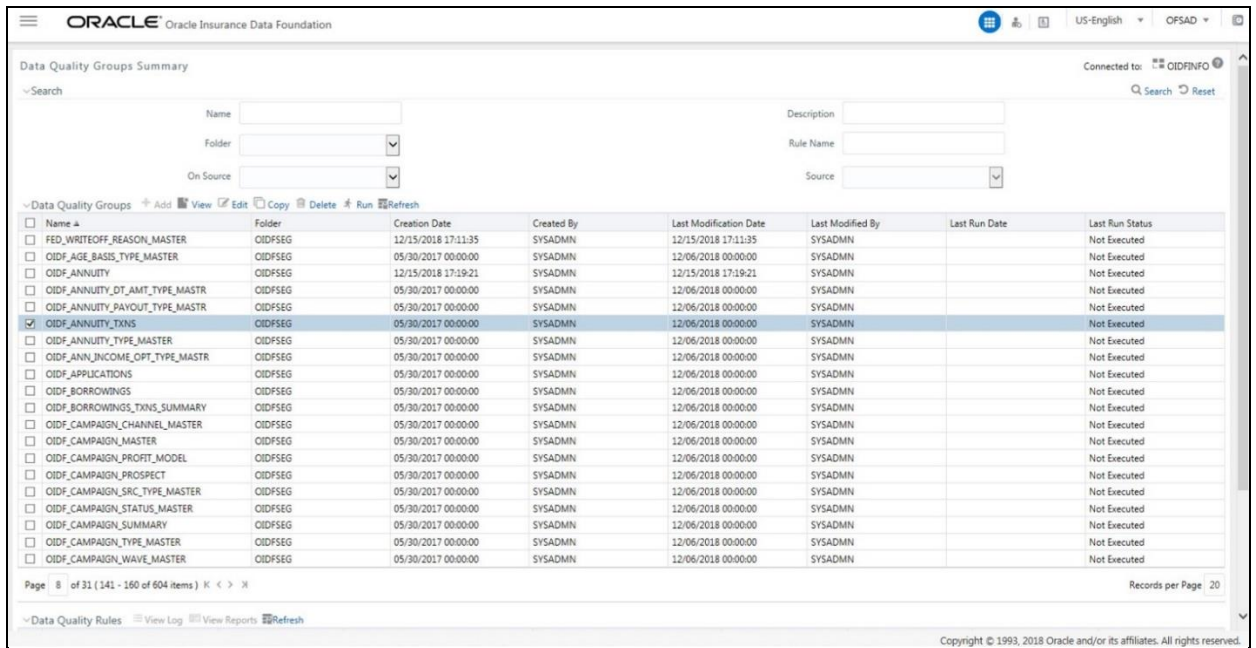 ORACLE® Oracle Insurance Data Foundation US-English OFSAD
Data Quality Groups Summary Connected to: OIDFINFO
Search Search Reset
Name Description
Folder Rule Name
On Source Source
Data Quality Groups Add View Edit Copy Delete Run Refresh
Name Folder Creation Date Created By Last Modification Date Last Modified By Last Run Date Last Run Status
FED_WRITEOFF_REASON_MASTER OIDFSEG 12/15/2018 17:11:35 SYSADMN 12/15/2018 17:11:35 SYSADMN Not Executed
OIDF_AGE_BASIS_TYPE_MASTER OIDFSEG 05/30/2017 00:00:00 SYSADMN 12/06/2018 00:00:00 SYSADMN Not Executed
OIDF_ANNUITY OIDFSEG 12/15/2018 17:19:21 SYSADMN 12/15/2018 17:19:21 SYSADMN Not Executed
OIDF_ANNUITY_DT_AMT_TYPE_MASTR OIDFSEG 05/30/2017 00:00:00 SYSADMN 12/06/2018 00:00:00 SYSADMN Not Executed
OIDF_ANNUITY_PAYOUT_TYPE_MASTR OIDFSEG 05/30/2017 00:00:00 SYSADMN 12/06/2018 00:00:00 SYSADMN Not Executed
OIDF_ANNUITY_TXNS OIDFSEG 05/30/2017 00:00:00 SYSADMN 12/06/2018 00:00:00 SYSADMN Not Executed
OIDF_ANNUITY_TYPE_MASTER OIDFSEG 05/30/2017 00:00:00 SYSADMN 12/06/2018 00:00:00 SYSADMN Not Executed
OIDF_ANN_INCOME_OPT_TYPE_MASTR OIDFSEG 05/30/2017 00:00:00 SYSADMN 12/06/2018 00:00:00 SYSADMN Not Executed
OIDF_APPLICATIONS OIDFSEG 05/30/2017 00:00:00 SYSADMN 12/06/2018 00:00:00 SYSADMN Not Executed
OIDF_BORROWINGS OIDFSEG 05/30/2017 00:00:00 SYSADMN 12/06/2018 00:00:00 SYSADMN Not Executed
OIDF_BORROWINGS_TXNS_SUMMARY OIDFSEG 05/30/2017 00:00:00 SYSADMN 12/06/2018 00:00:00 SYSADMN Not Executed
OIDF_CAMPAIGN_CHANNEL_MASTER OIDFSEG 05/30/2017 00:00:00 SYSADMN 12/06/2018 00:00:00 SYSADMN Not Executed
OIDF_CAMPAIGN_MASTER OIDFSEG 05/30/2017 00:00:00 SYSADMN 12/06/2018 00:00:00 SYSADMN Not Executed
OIDF_CAMPAIGN_PROFIT_MODEL OIDFSEG 05/30/2017 00:00:00 SYSADMN 12/06/2018 00:00:00 SYSADMN Not Executed
OIDF_CAMPAIGN_PROSPECT OIDFSEG 05/30/2017 00:00:00 SYSADMN 12/06/2018 00:00:00 SYSADMN Not Executed
OIDF_CAMPAIGN_SRC_TYPE_MASTER OIDFSEG 05/30/2017 00:00:00 SYSADMN 12/06/2018 00:00:00 SYSADMN Not Executed
OIDF_CAMPAIGN_STATUS_MASTER OIDFSEG 05/30/2017 00:00:00 SYSADMN 12/06/2018 00:00:00 SYSADMN Not Executed
OIDF_CAMPAIGN_SUMMARY OIDFSEG 05/30/2017 00:00:00 SYSADMN 12/06/2018 00:00:00 SYSADMN Not Executed
OIDF_CAMPAIGN_TYPE_MASTER OIDFSEG 05/30/2017 00:00:00 SYSADMN 12/06/2018 00:00:00 SYSADMN Not Executed
OIDF_CAMPAIGN_WAVE_MASTER OIDFSEG 05/30/2017 00:00:00 SYSADMN 12/06/2018 00:00:00 SYSADMN Not Executed
Page 8 of 31 ( 141 - 160 of 604 items ) Records per Page 20
Data Quality Rules View Log View Reports Refresh
Copyright © 1993, 2018 Oracle and/or its affiliates. All rights reserved.